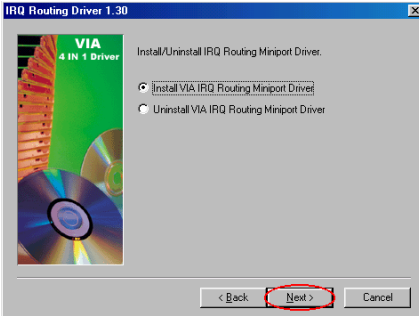 IRQ Routing Driver 1.30
VIA
4 IN 1 Driver
Install/Uninstall IRQ Routing Miniport Driver.
Install VIA IRQ Routing Miniport Driver
Uninstall VIA IRQ Routing Miniport Driver
< Back Next > Cancel